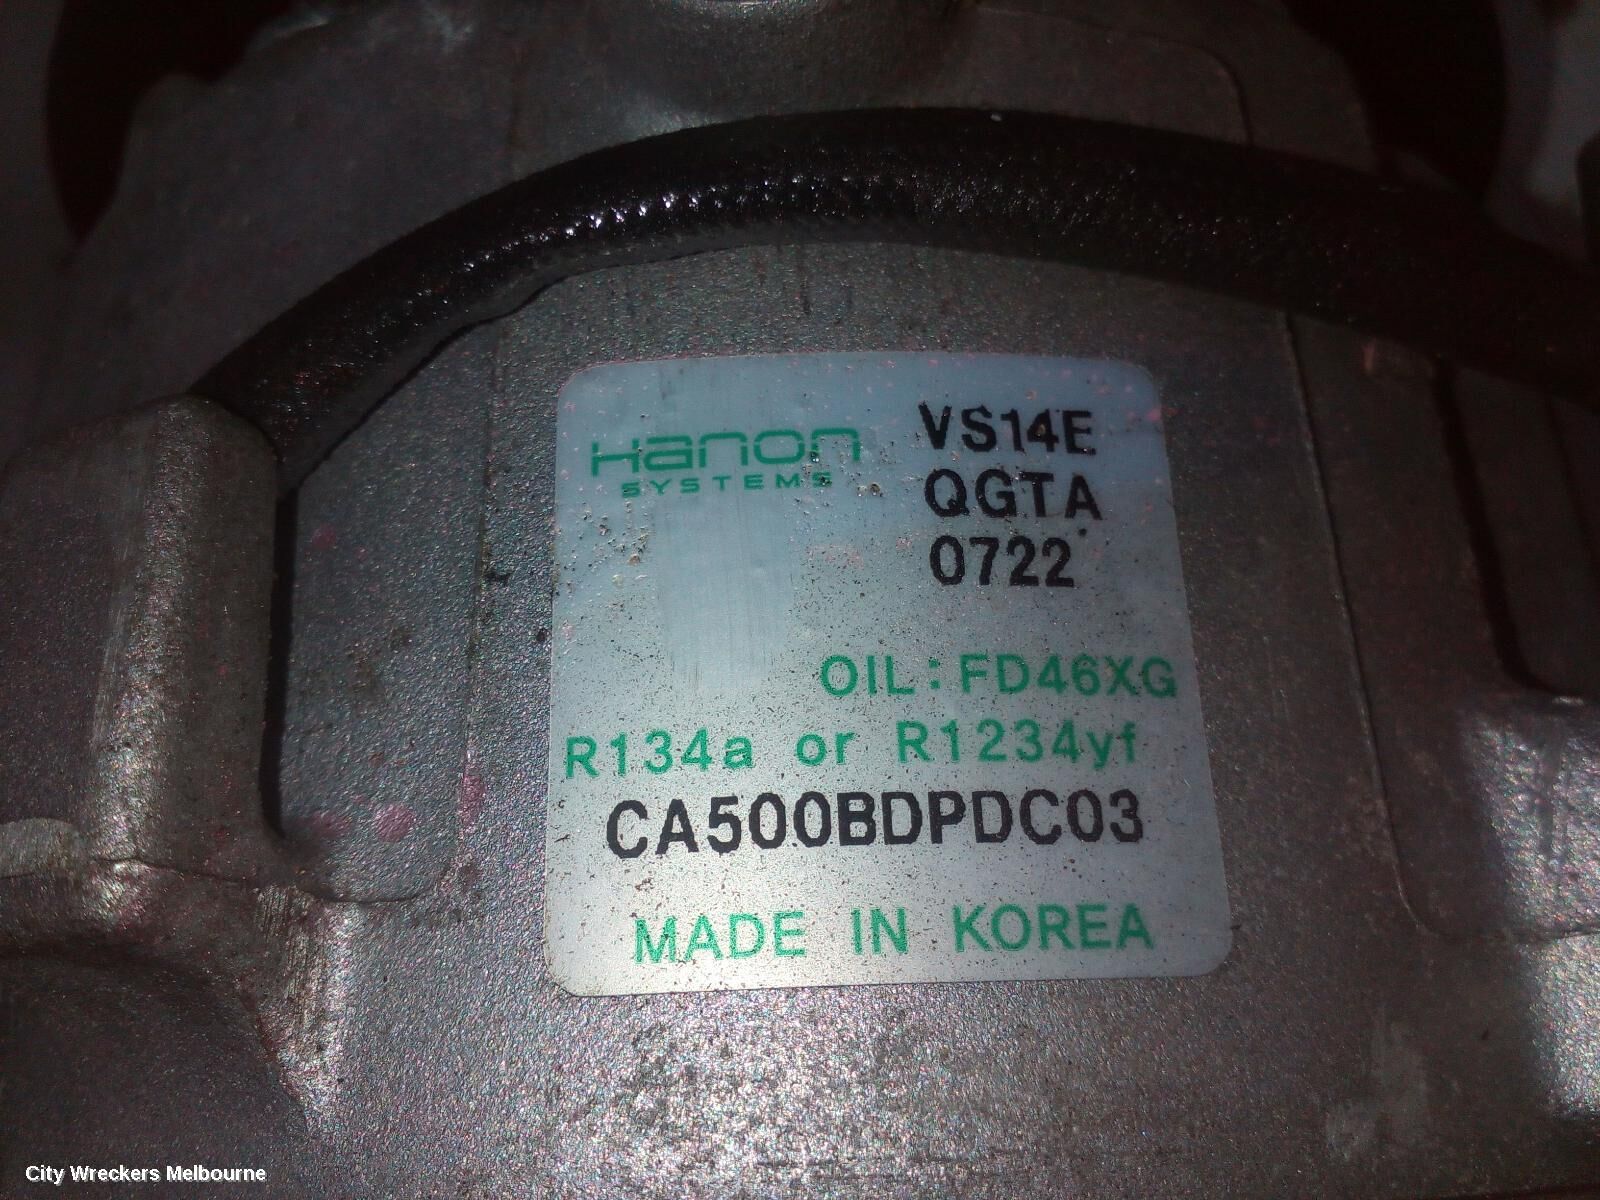 Hanon
SYSTEMS
VS14E
QGTA
0722
OIL: FD46XG
R134a or R1234yf
CA500BDPDC03
MADE IN KOREA
City Wreckers Melbourne